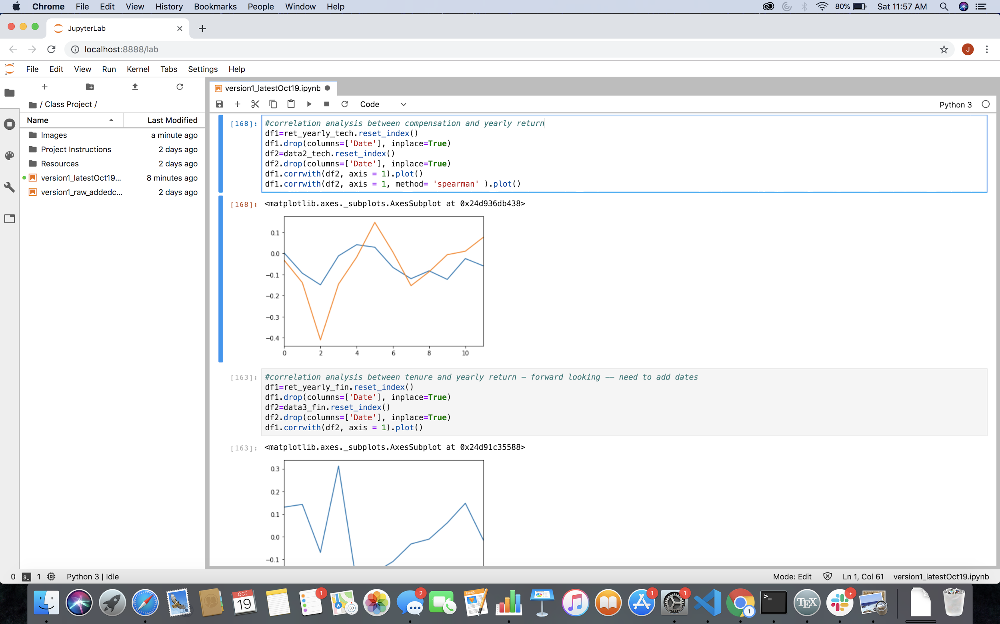 Chrome File Edit View History Bookmarks People Window Help 80% Sat 11:57 AM
JupyterLab
localhost:8888/lab J
File Edit View Run Kernel Tabs Settings Help
version1_latestOct19.ipynb
/ Class Project /
Code
Python 3
Name Last Modified
Images a minute ago
Project Instructions 2 days ago
Resources 2 days ago
version1_latestOct19... 8 minutes ago
version1_raw_addedc... 2 days ago
[168]: #correlation analysis between compensation and yearly return
df1=ret_yearly_tech.reset_index()
df1.drop(columns=['Date'], inplace=True)
df2=data2_tech.reset_index()
df2.drop(columns=['Date'], inplace=True)
df1.corrwith(df2, axis = 1).plot()
df1.corrwith(df2, axis = 1, method= 'spearman' ).plot()
[168]: <matplotlib.axes._subplots.AxesSubplot at 0x24d936db438>
0.1
0.0
−0.1
−0.2
−0.3
−0.4
0 2 4 6 8 10
[163]: #correlation analysis between tenure and yearly return - forward looking -- need to add dates
df1=ret_yearly_fin.reset_index()
df1.drop(columns=['Date'], inplace=True)
df2=data3_fin.reset_index()
df2.drop(columns=['Date'], inplace=True)
df1.corrwith(df2, axis = 1).plot()
[163]: <matplotlib.axes._subplots.AxesSubplot at 0x24d91c35588>
0.3
0.2
0.1
0.0
−0.1
0 $_ 1 Python 3 | Idle Mode: Edit Ln 1, Col 61 version1_latestOct19.ipynb
OCT
19
1
3D
2
PAGES
1
1
1
>_
TEX